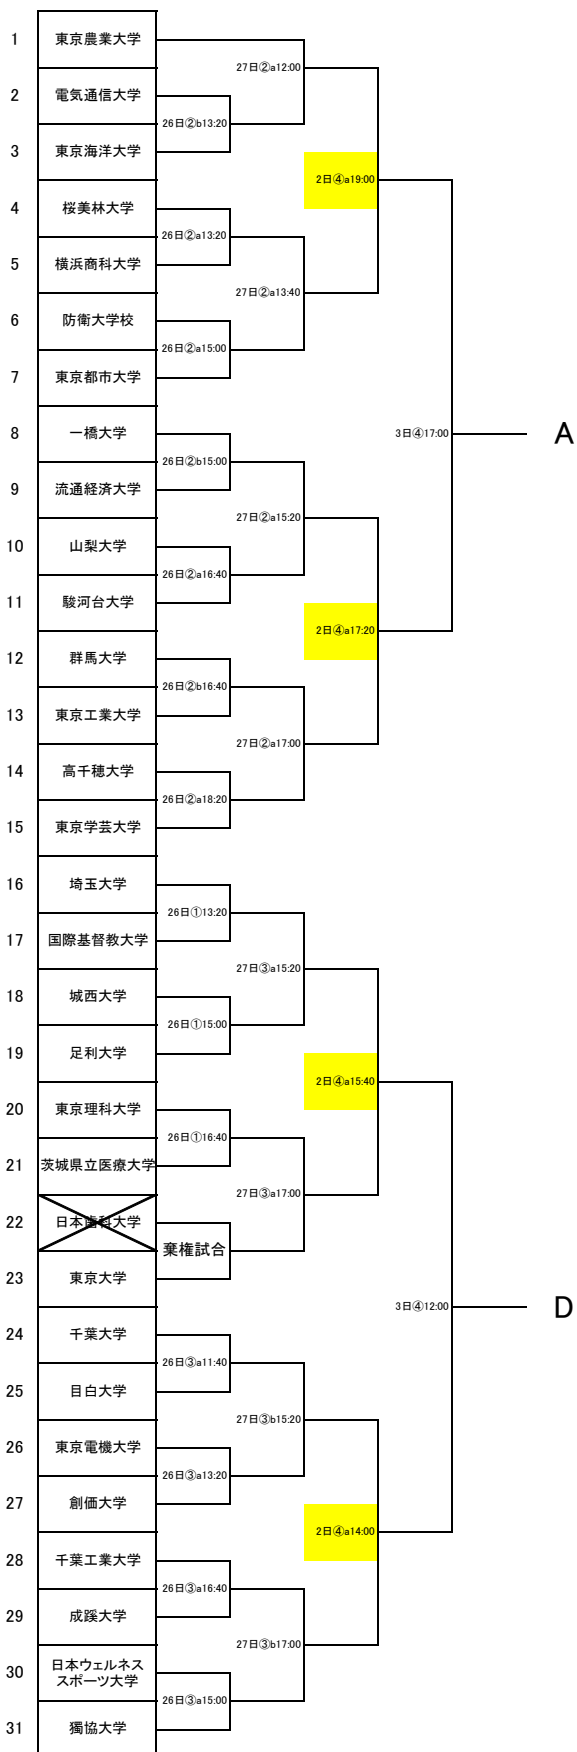 1 東京農業大学
27日②a12:00
2 電気通信大学
26日②b13:20
3 東京海洋大学
2日④a19:00
4 桜美林大学
26日②a13:20
5 横浜商科大学
27日②a13:40
6 防衛大学校
26日②a15:00
7 東京都市大学
8 一橋大学
3日④17:00
A
26日②b15:00
9 流通経済大学
27日②a15:20
10 山梨大学
26日②a16:40
11 駿河台大学
2日④a17:20
12 群馬大学
26日②b16:40
13 東京工業大学
27日②a17:00
14 高千穂大学
26日②a18:20
15 東京学芸大学
16 埼玉大学
26日①13:20
17 国際基督教大学
27日③a15:20
18 城西大学
26日①15:00
19 足利大学
2日④a15:40
20 東京理科大学
26日①16:40
21 茨城県立医療大学
27日③a17:00
22 日本歯科大学
棄権試合
23 東京大学
3日④12:00
D
24 千葉大学
26日③a11:40
25 目白大学
27日③b15:20
26 東京電機大学
26日③a13:20
27 創価大学
2日④a14:00
28 千葉工業大学
26日③a16:40
29 成蹊大学
27日③b17:00
30 日本ウェルネス
スポーツ大学
26日③a15:00
31 獨協大学